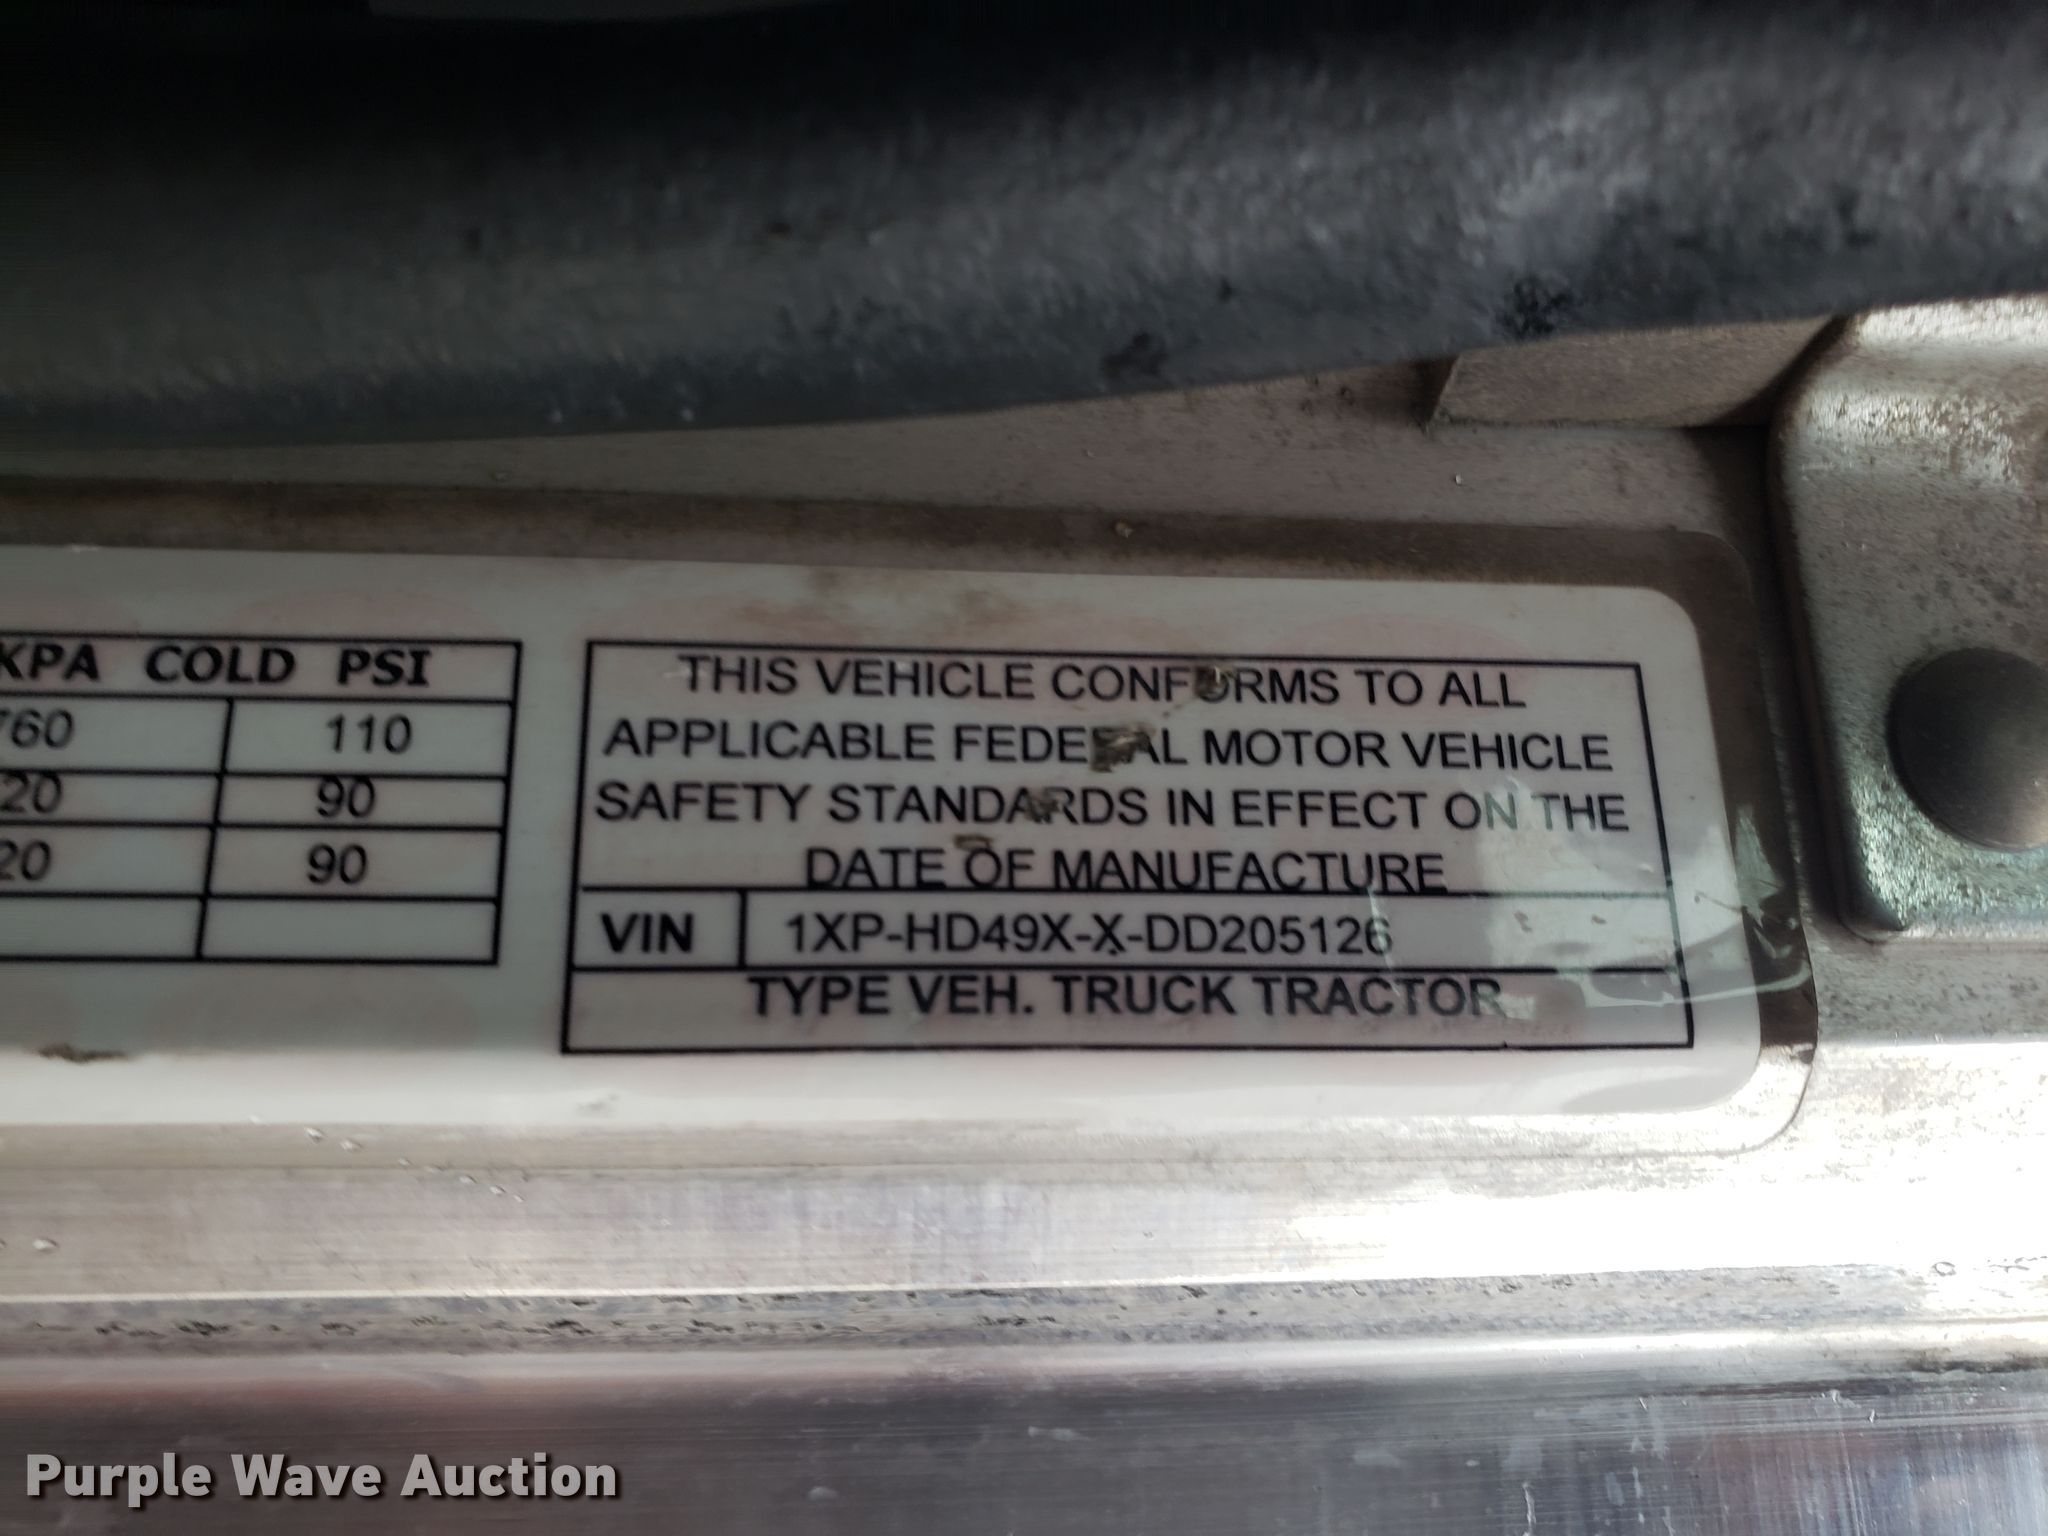 KPA COLD PSI
760 110
20 90
20 90
THIS VEHICLE CONFORMS TO ALL
APPLICABLE FEDERAL MOTOR VEHICLE
SAFETY STANDARDS IN EFFECT ON THE
DATE OF MANUFACTURE
VIN 1XP-HD49X-X-DD205126
TYPE VEH. TRUCK TRACTOR
Purple Wave Auction